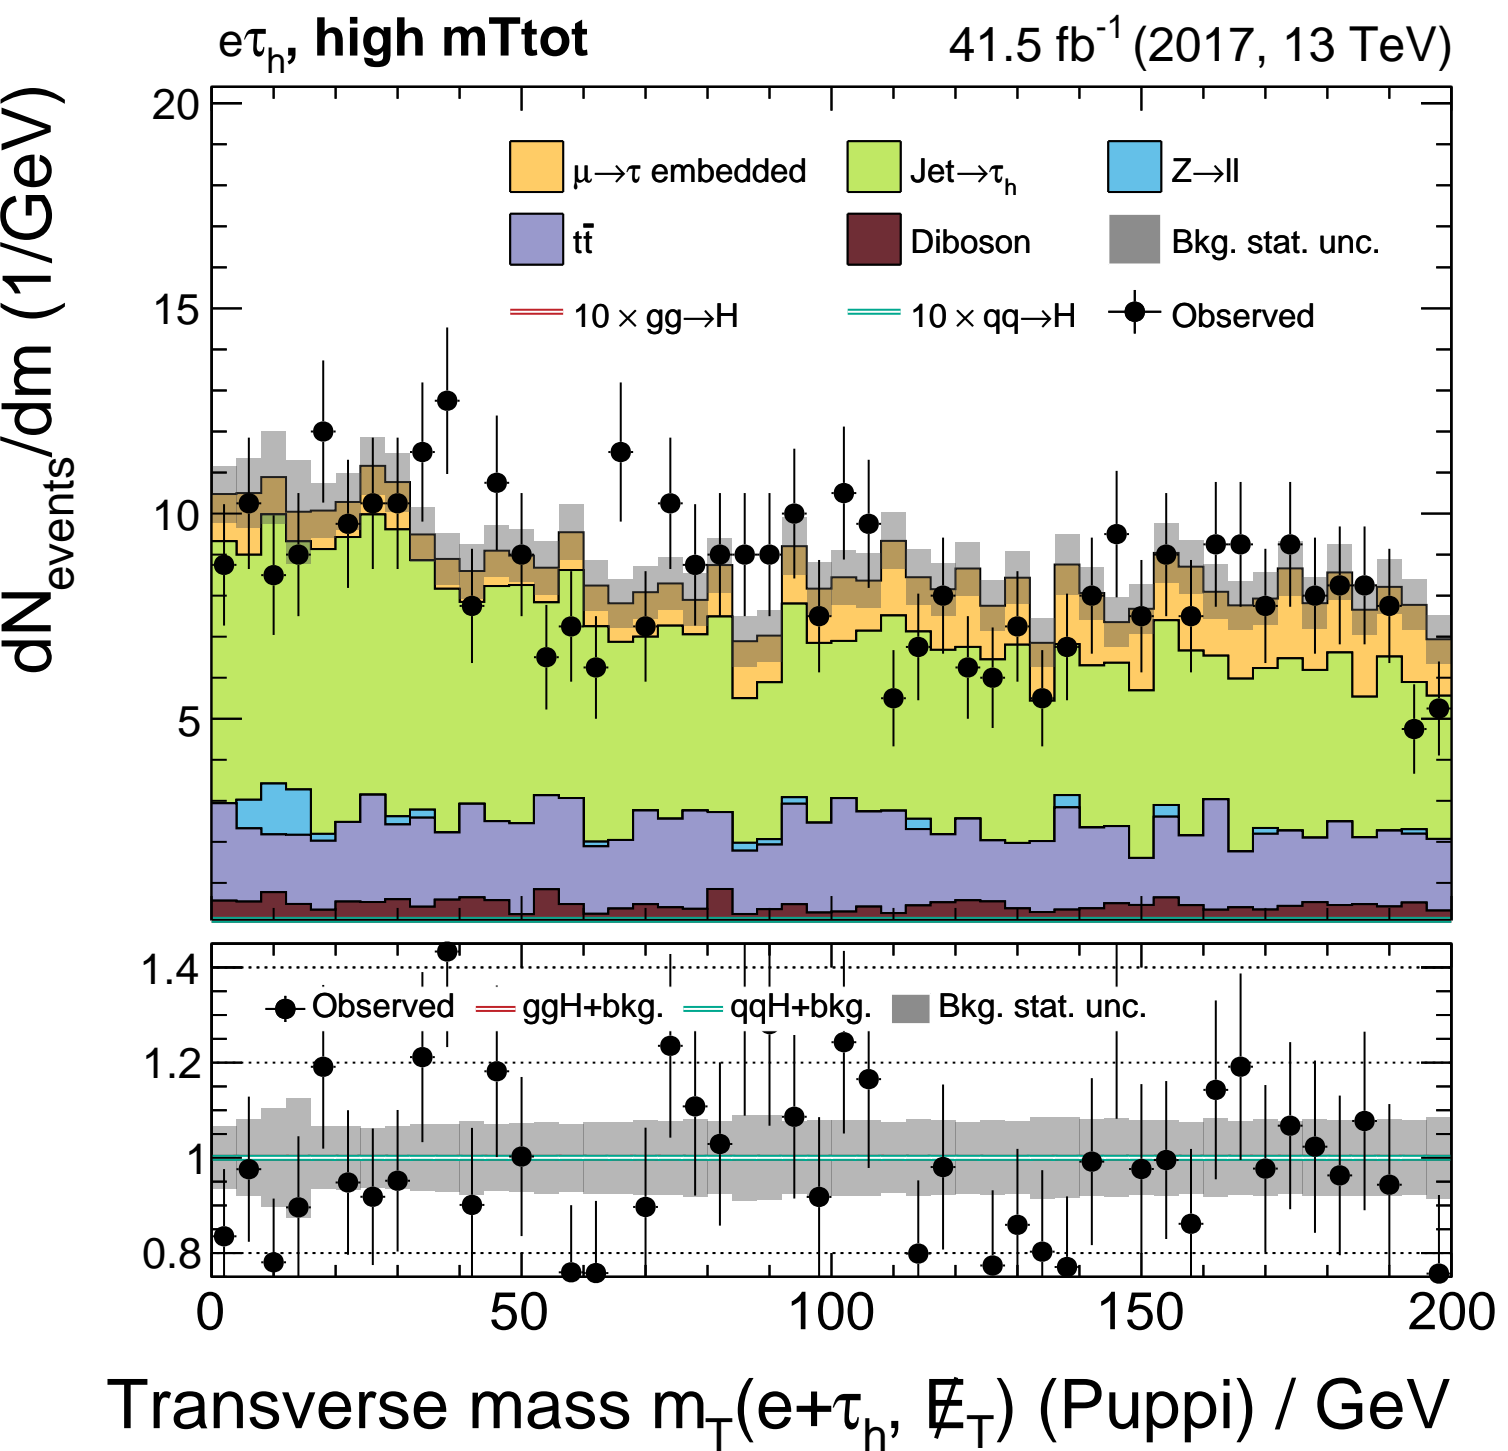 eτh, high mTtot 41.5 fb-1 (2017, 13 TeV)
dNevents/dm (1/GeV)
20
15
10
5
μ→τ embedded Jet→τh Z→ll
tt̄ Diboson Bkg. stat. unc.
10 × gg→H 10 × qq→H Observed
1.4
1.2
1
0.8
Observed ggH+bkg. qqH+bkg. Bkg. stat. unc.
0 50 100 150 200
Transverse mass mT(e+τh, E̸T) (Puppi) / GeV